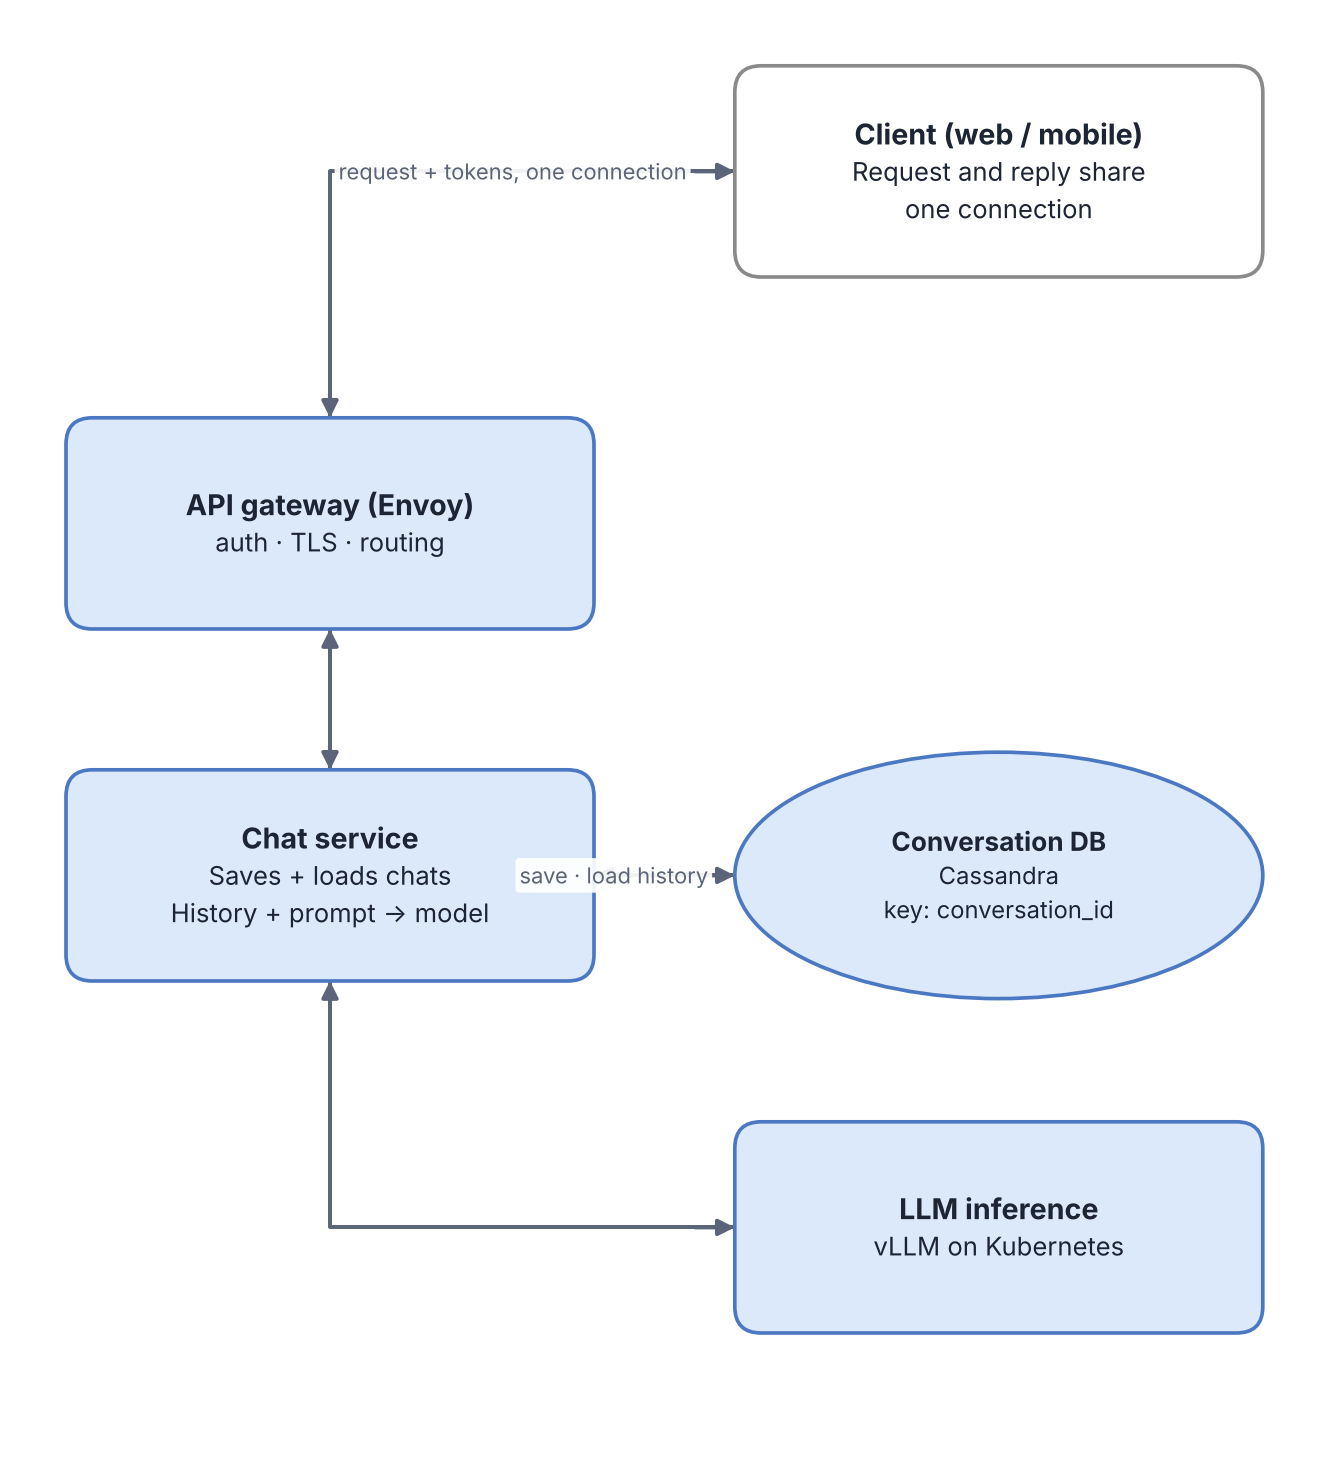 Client (web / mobile)
Request and reply share
one connection
request + tokens, one connection
API gateway (Envoy)
auth · TLS · routing
Chat service
Saves + loads chats
History + prompt → model
save · load history
Conversation DB
Cassandra
key: conversation_id
LLM inference
vLLM on Kubernetes